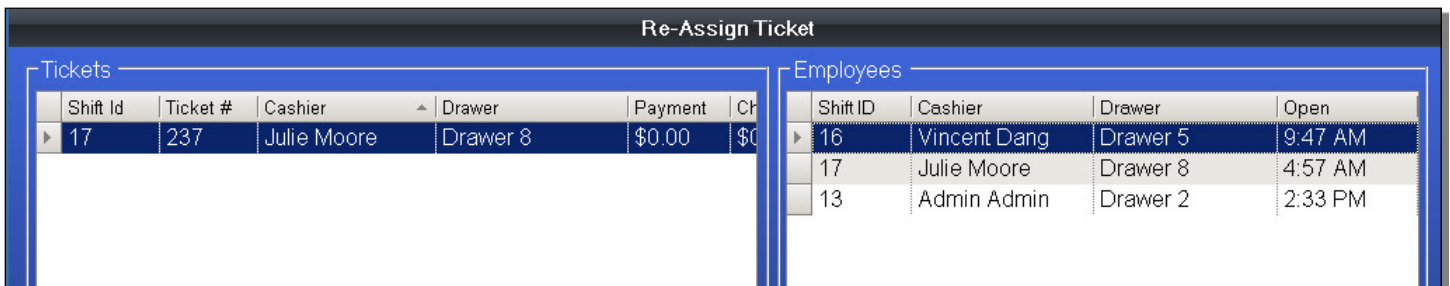 Re-Assign Ticket
Tickets
Shift Id Ticket # Cashier Drawer Payment Ch
17 237 Julie Moore Drawer 8 $0.00 $0
Employees
Shift ID Cashier Drawer Open
16 Vincent Dang Drawer 5 9:47 AM
17 Julie Moore Drawer 8 4:57 AM
13 Admin Admin Drawer 2 2:33 PM